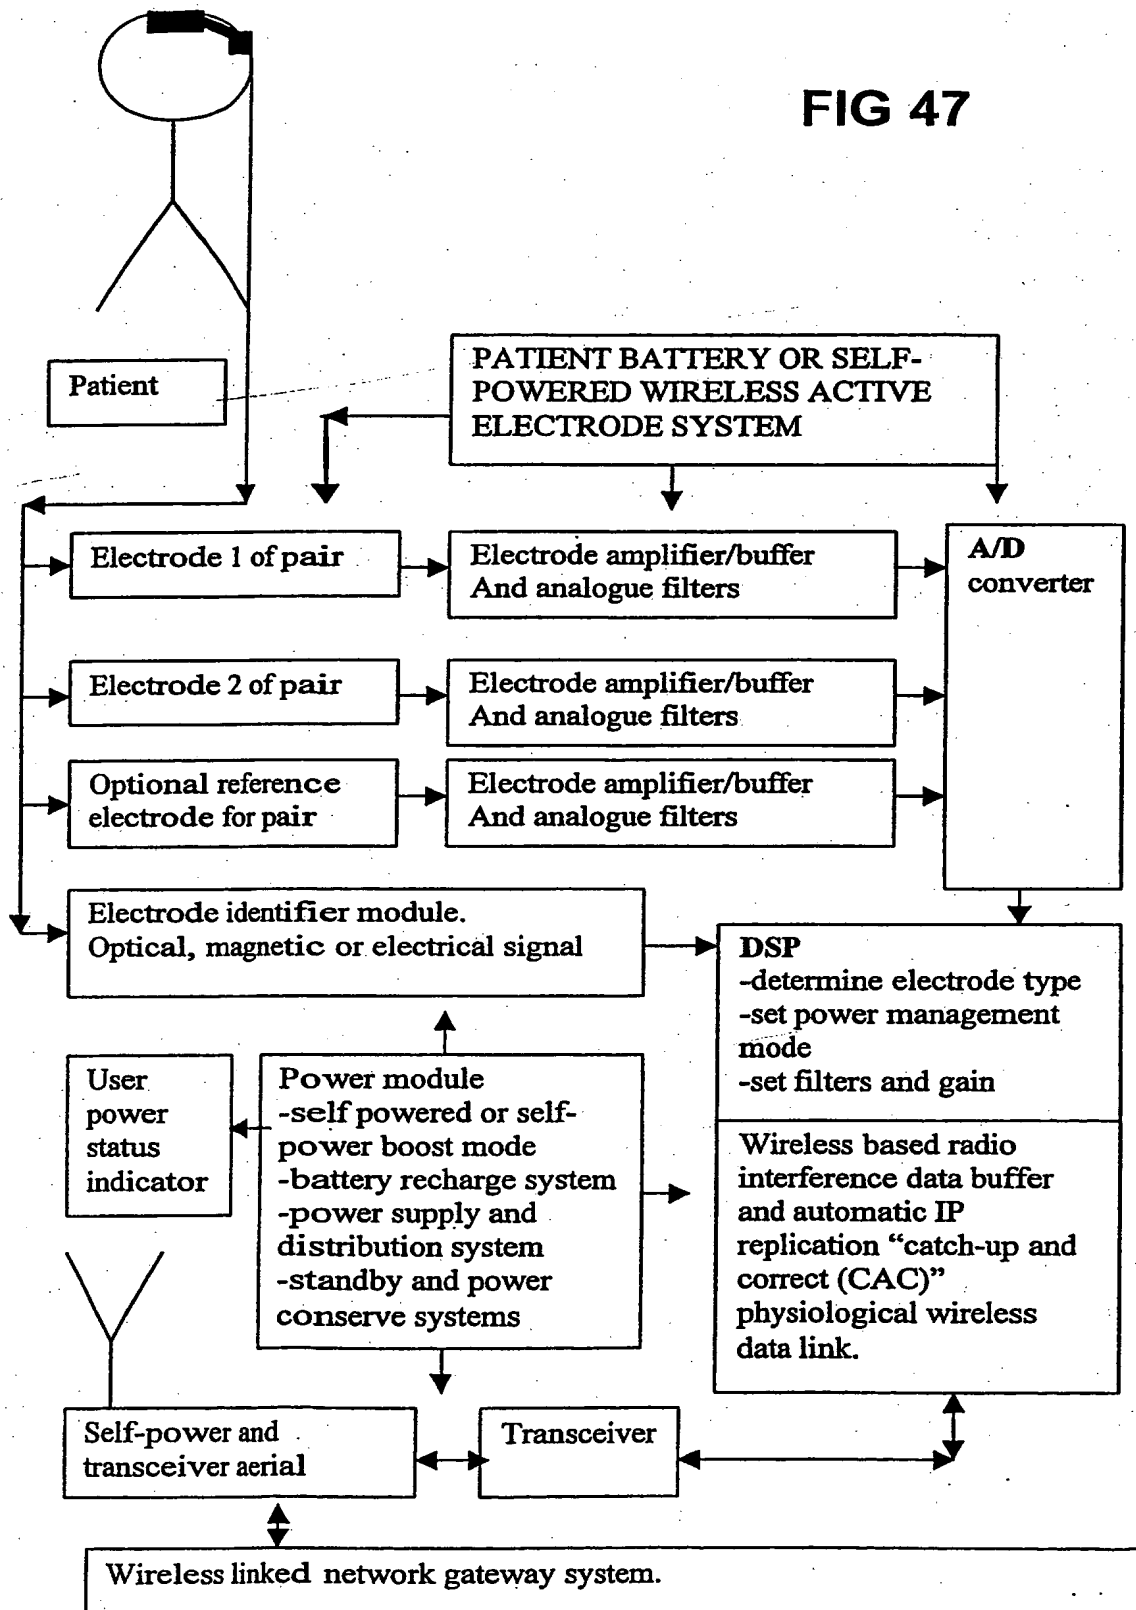 FIG 47
Patient
PATIENT BATTERY OR SELF-
POWERED WIRELESS ACTIVE
ELECTRODE SYSTEM
Electrode 1 of pair
Electrode amplifier/buffer
And analogue filters
A/D
converter
Electrode 2 of pair
Electrode amplifier/buffer
And analogue filters
Optional reference
electrode for pair
Electrode amplifier/buffer
And analogue filters
Electrode identifier module.
Optical, magnetic or electrical signal
DSP
-determine electrode type
-set power management
mode
-set filters and gain
User
power
status
indicator
Power module
-self powered or self-
power boost mode
-battery recharge system
-power supply and
distribution system
-standby and power
conserve systems
Wireless based radio
interference data buffer
and automatic IP
replication “catch-up and
correct (CAC)”
physiological wireless
data link.
Self-power and
transceiver aerial
Transceiver
Wireless linked network gateway system.